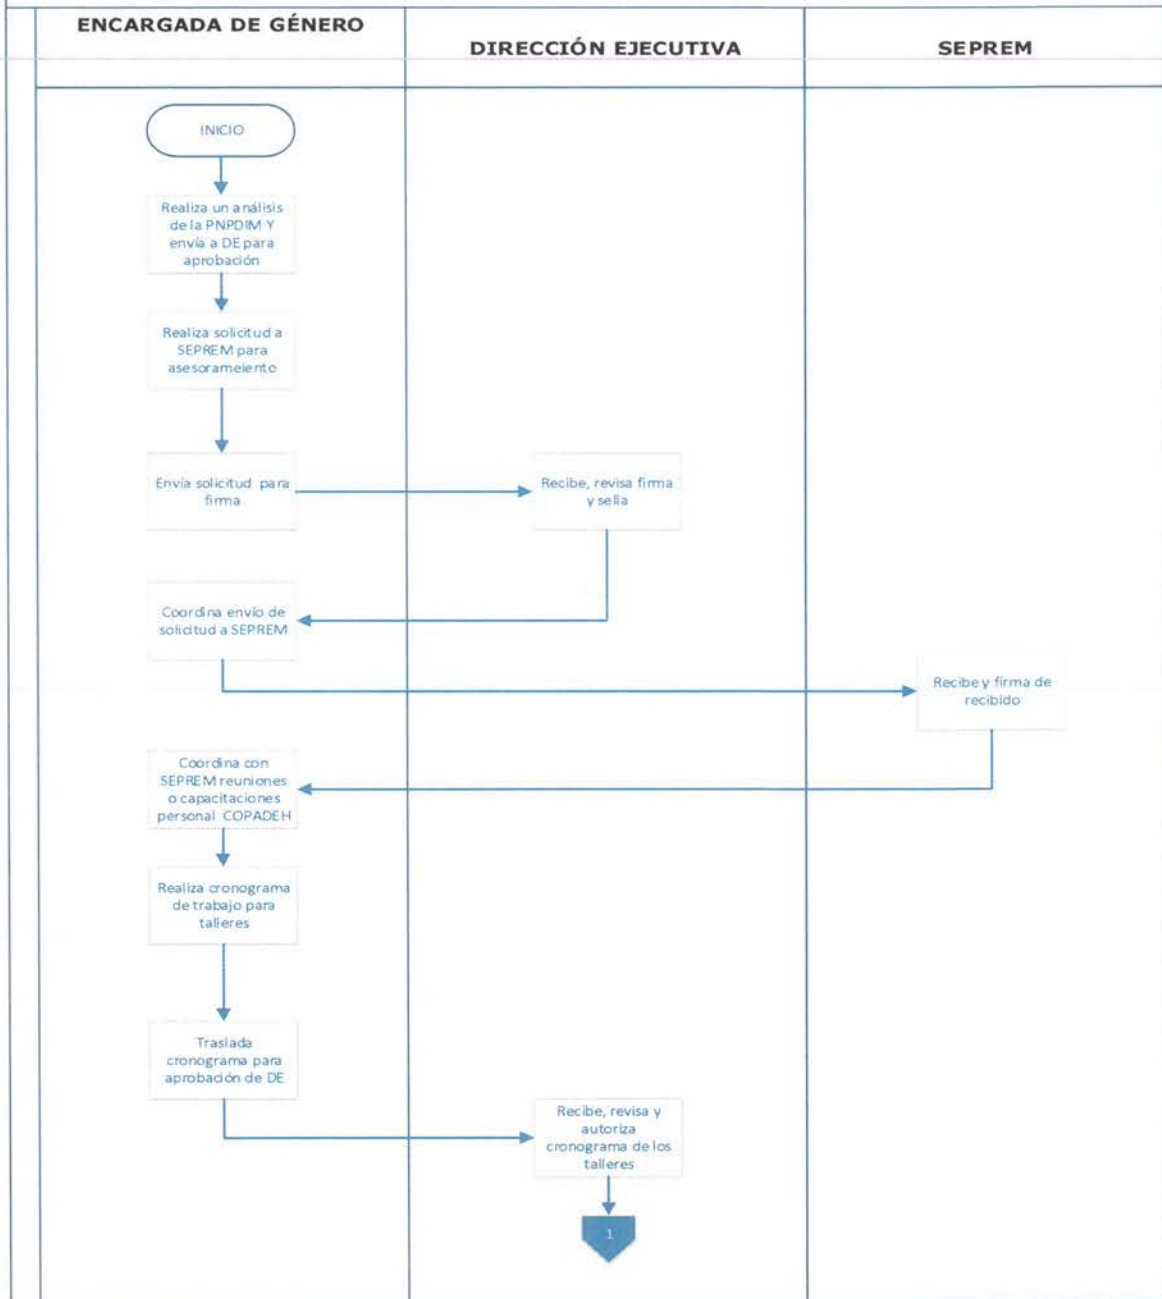 ENCARGADA DE GÉNERO
DIRECCIÓN EJECUTIVA
SEPREM
INICIO
Realiza un análisis
de la PNPDIM Y
envía a DE para
aprobación
Realiza solicitud a
SEPREM para
asesorameiento
Envía solicitud para
firma
Recibe, revisa firma
y sella
Coordina envío de
solicitud a SEPREM
Recibe y firma de
recibido
Coordina con
SEPREM reuniones
o capacitaciones
personal COPADEH
Realiza cronograma
de trabajo para
talleres
Traslada
cronograma para
aprobación de DE
Recibe, revisa y
autoriza
cronograma de los
talleres
1